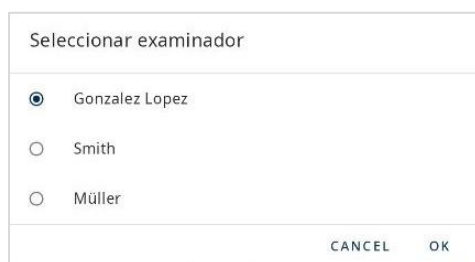 Seleccionar examinador
Gonzalez Lopez
Smith
Müller
CANCEL OK